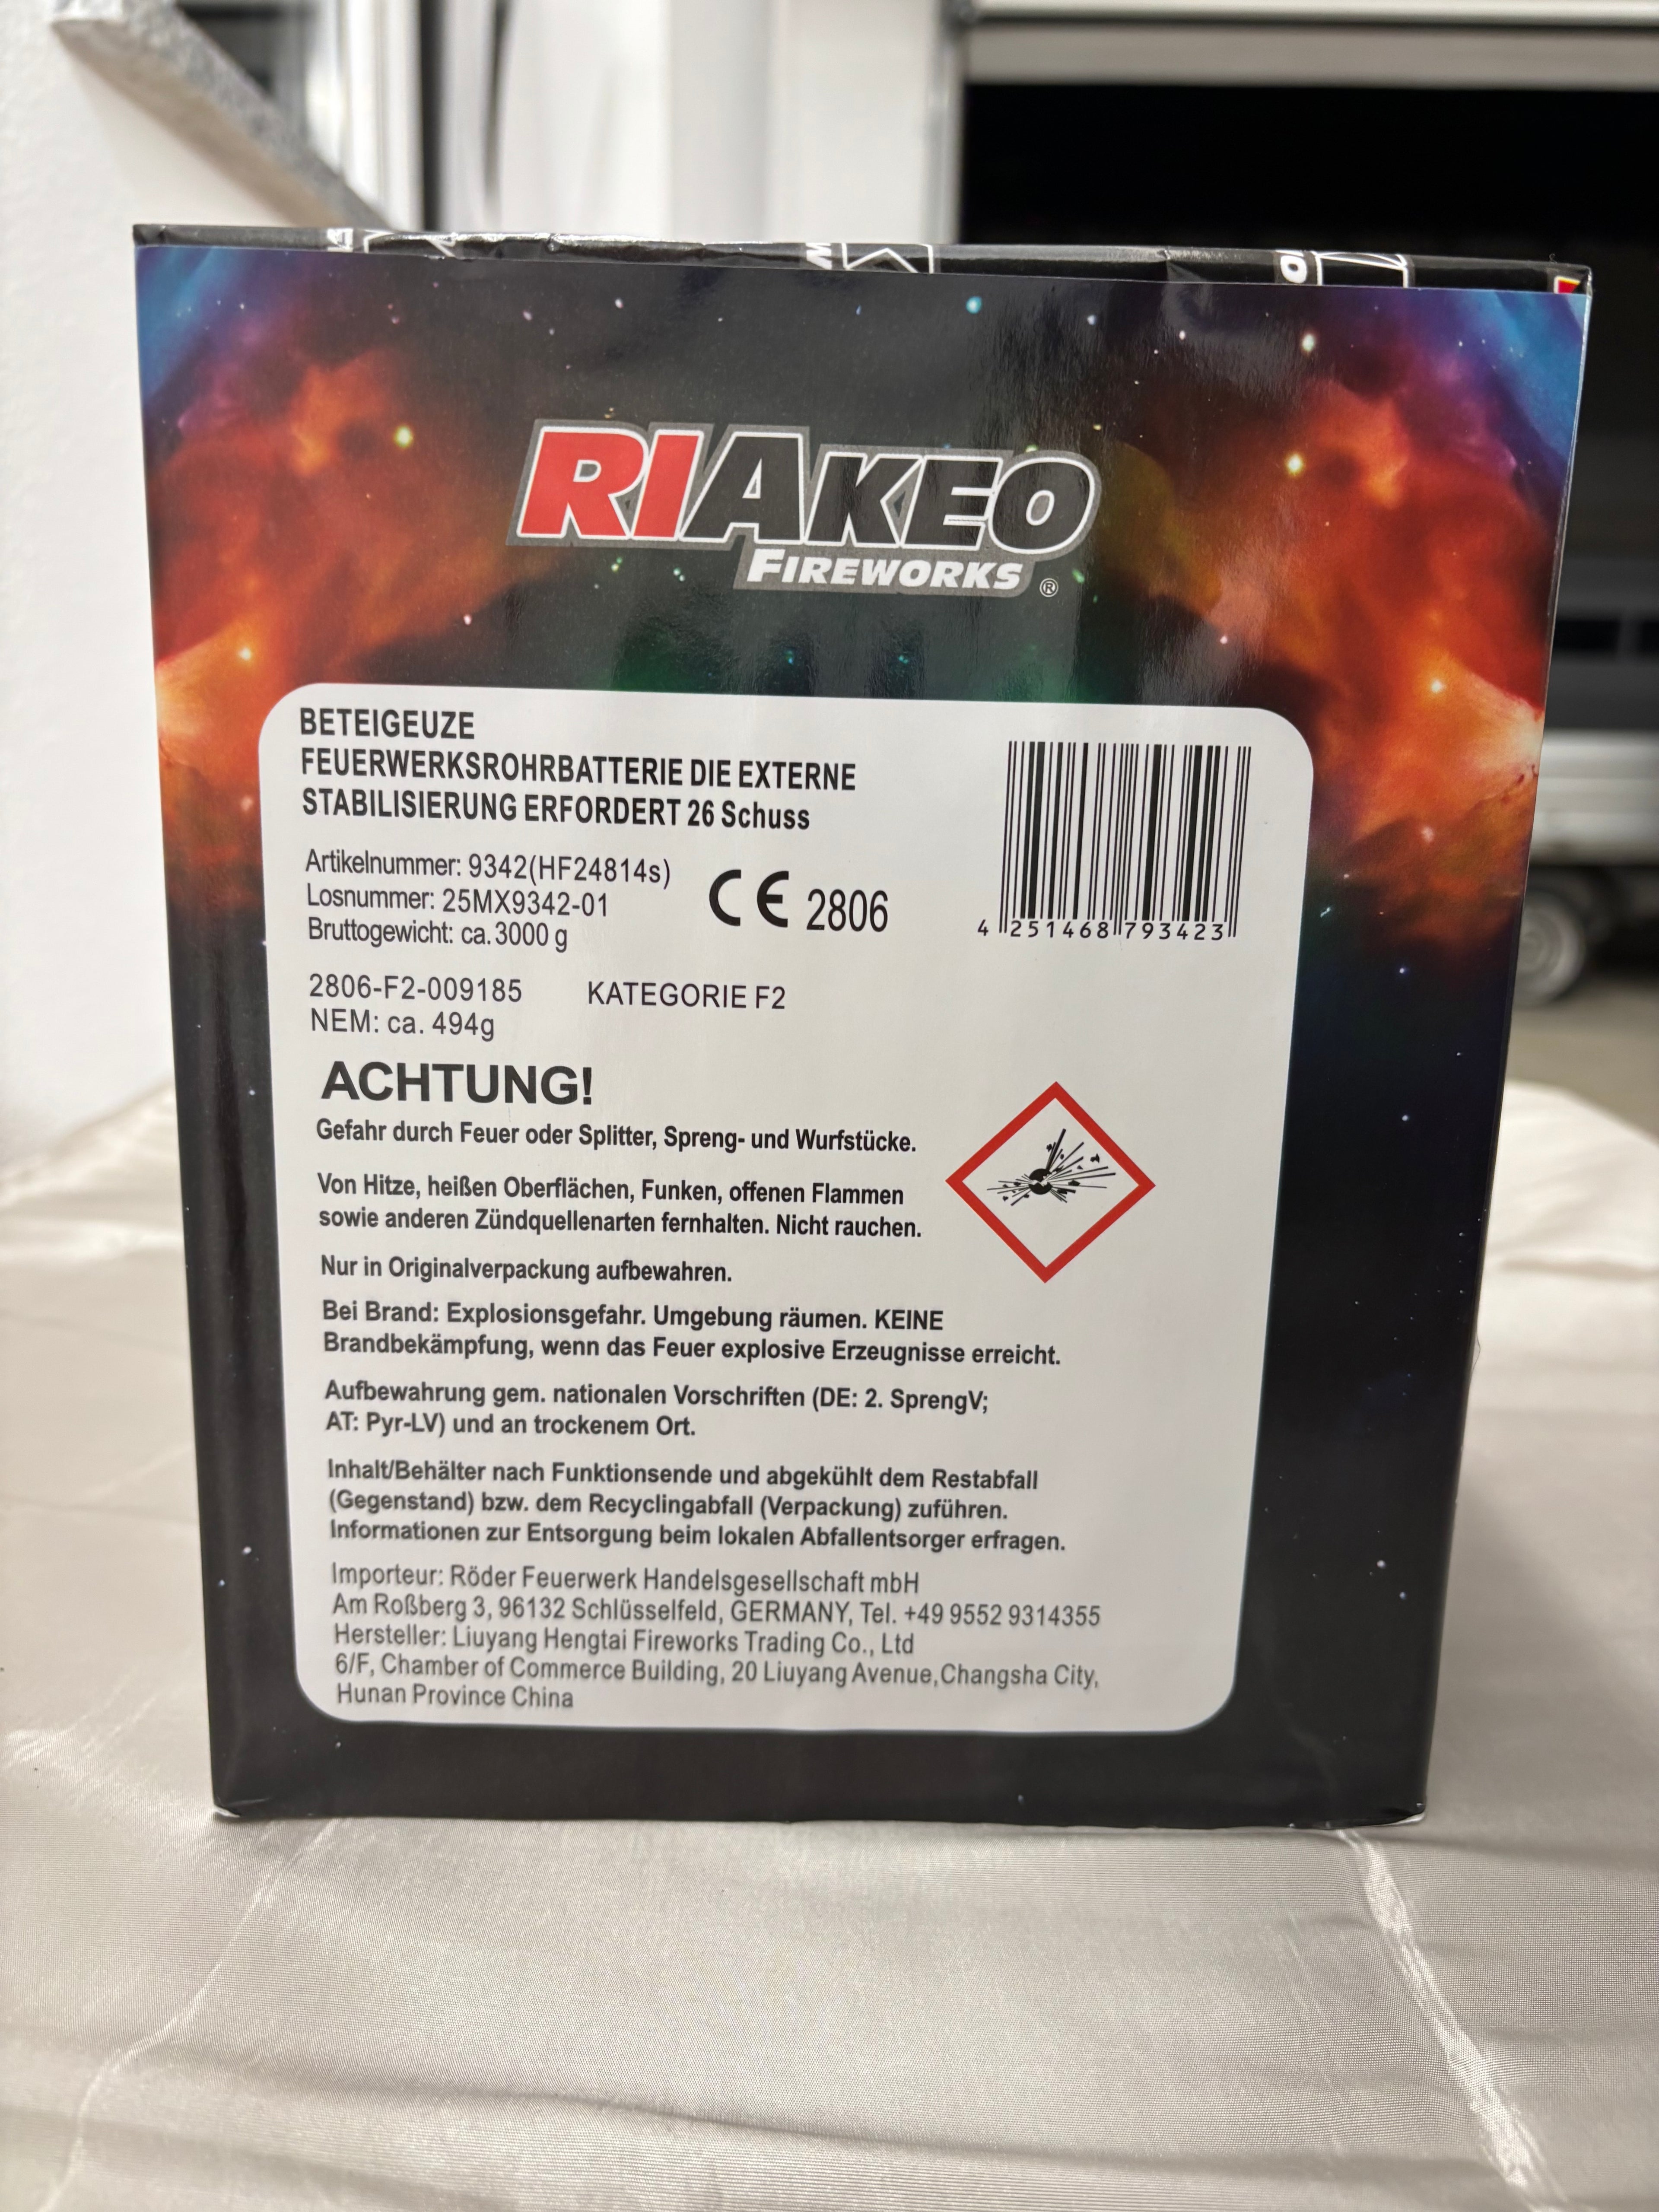 RIAKEO
FIREWORKS ®
BETEIGEUZE
FEUERWERKSROHRBATTERIE DIE EXTERNE
STABILISIERUNG ERFORDERT 26 Schuss
Artikelnummer: 9342(HF24814s)
Losnummer: 25MX9342-01
Bruttogewicht: ca. 3000 g
CE 2806
4 251468 793423
2806-F2-009185 KATEGORIE F2
NEM: ca. 494g
ACHTUNG!
Gefahr durch Feuer oder Splitter, Spreng- und Wurfstücke.
Von Hitze, heißen Oberflächen, Funken, offenen Flammen
sowie anderen Zündquellenarten fernhalten. Nicht rauchen.
Nur in Originalverpackung aufbewahren.
Bei Brand: Explosionsgefahr. Umgebung räumen. KEINE
Brandbekämpfung, wenn das Feuer explosive Erzeugnisse erreicht.
Aufbewahrung gem. nationalen Vorschriften (DE: 2. SprengV;
AT: Pyr-LV) und an trockenem Ort.
Inhalt/Behälter nach Funktionsende und abgekühlt dem Restabfall
(Gegenstand) bzw. dem Recyclingabfall (Verpackung) zuführen.
Informationen zur Entsorgung beim lokalen Abfallentsorger erfragen.
Importeur: Röder Feuerwerk Handelsgesellschaft mbH
Am Roßberg 3, 96132 Schlüsselfeld, GERMANY, Tel. +49 9552 9314355
Hersteller: Liuyang Hengtai Fireworks Trading Co., Ltd
6/F, Chamber of Commerce Building, 20 Liuyang Avenue,Changsha City,
Hunan Province China